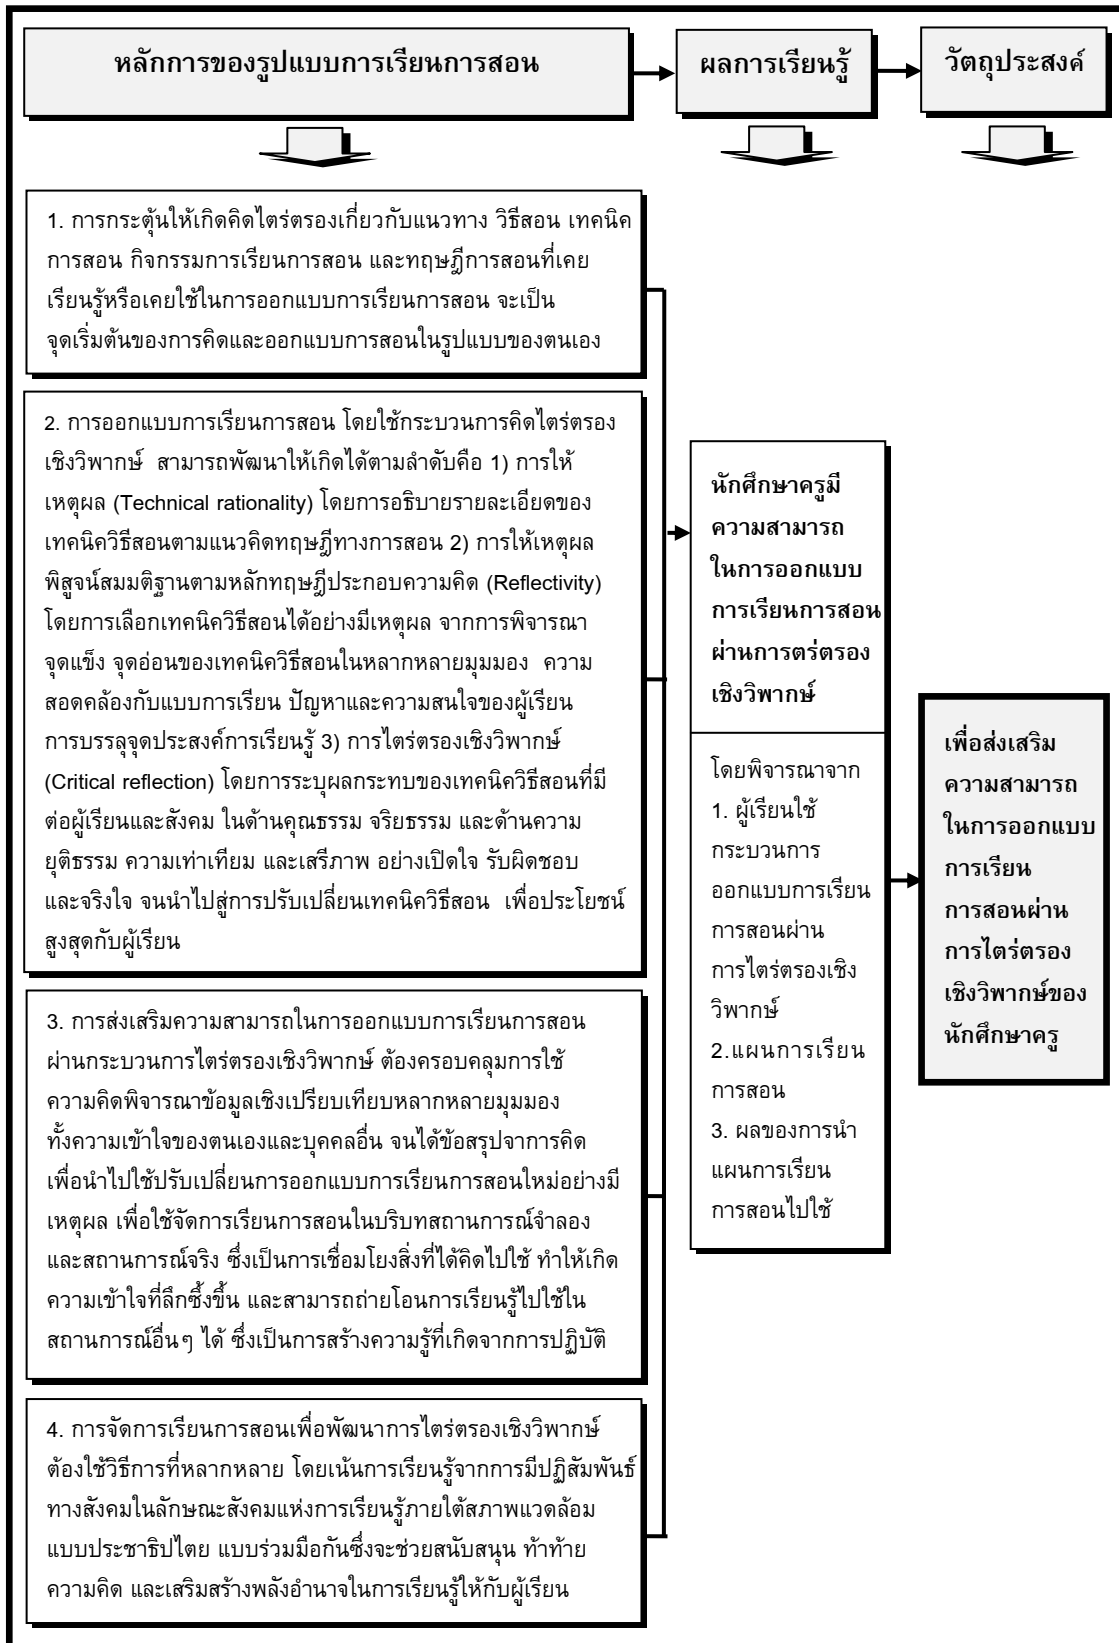 หลักการของรูปแบบการเรียนการสอน
ผลการเรียนรู้
วัตถุประสงค์
1. การกระตุ้นให้เกิดคิดไตร่ตรองเกี่ยวกับแนวทาง วิธีสอน เทคนิค
การสอน กิจกรรมการเรียนการสอน และทฤษฎีการสอนที่เคย
เรียนรู้หรือเคยใช้ในการออกแบบการเรียนการสอน จะเป็น
จุดเริ่มต้นของการคิดและออกแบบการสอนในรูปแบบของตนเอง
2. การออกแบบการเรียนการสอน โดยใช้กระบวนการคิดไตร่ตรอง
เชิงวิพากษ์ สามารถพัฒนาให้เกิดได้ตามลำดับคือ 1) การให้
เหตุผล (Technical rationality) โดยการอธิบายรายละเอียดของ
เทคนิควิธีสอนตามแนวคิดทฤษฎีทางการสอน 2) การให้เหตุผล
พิสูจน์สมมติฐานตามหลักทฤษฎีประกอบความคิด (Reflectivity)
โดยการเลือกเทคนิควิธีสอนได้อย่างมีเหตุผล จากการพิจารณา
จุดแข็ง จุดอ่อนของเทคนิควิธีสอนในหลากหลายมุมมอง ความ
สอดคล้องกับแบบการเรียน ปัญหาและความสนใจของผู้เรียน
การบรรลุจุดประสงค์การเรียนรู้ 3) การไตร่ตรองเชิงวิพากษ์
(Critical reflection) โดยการระบุผลกระทบของเทคนิควิธีสอนที่มี
ต่อผู้เรียนและสังคม ในด้านคุณธรรม จริยธรรม และด้านความ
ยุติธรรม ความเท่าเทียม และเสรีภาพ อย่างเปิดใจ รับผิดชอบ
และจริงใจ จนนำไปสู่การปรับเปลี่ยนเทคนิควิธีสอน เพื่อประโยชน์
สูงสุดกับผู้เรียน
3. การส่งเสริมความสามารถในการออกแบบการเรียนการสอน
ผ่านกระบวนการไตร่ตรองเชิงวิพากษ์ ต้องครอบคลุมการใช้
ความคิดพิจารณาข้อมูลเชิงเปรียบเทียบหลากหลายมุมมอง
ทั้งความเข้าใจของตนเองและบุคคลอื่น จนได้ข้อสรุปจากการคิด
เพื่อนำไปใช้ปรับเปลี่ยนการออกแบบการเรียนการสอนใหม่อย่างมี
เหตุผล เพื่อใช้จัดการเรียนการสอนในบริบทสถานการณ์จำลอง
และสถานการณ์จริง ซึ่งเป็นการเชื่อมโยงสิ่งที่ได้คิดไปใช้ ทำให้เกิด
ความเข้าใจที่ลึกซึ้งขึ้น และสามารถถ่ายโอนการเรียนรู้ไปใช้ใน
สถานการณ์อื่นๆ ได้ ซึ่งเป็นการสร้างความรู้ที่เกิดจากการปฏิบัติ
4. การจัดการเรียนการสอนเพื่อพัฒนาการไตร่ตรองเชิงวิพากษ์
ต้องใช้วิธีการที่หลากหลาย โดยเน้นการเรียนรู้จากการมีปฏิสัมพันธ์
ทางสังคมในลักษณะสังคมแห่งการเรียนรู้ภายใต้สภาพแวดล้อม
แบบประชาธิปไตย แบบร่วมมือกันซึ่งจะช่วยสนับสนุน ท้าทาย
ความคิด และเสริมสร้างพลังอำนาจในการเรียนรู้ให้กับผู้เรียน
นักศึกษาครูมี
ความสามารถ
ในการออกแบบ
การเรียนการสอน
ผ่านการตร่ตรอง
เชิงวิพากษ์
โดยพิจารณาจาก
1. ผู้เรียนใช้
กระบวนการ
ออกแบบการเรียน
การสอนผ่าน
การไตร่ตรองเชิง
วิพากษ์
2.แผนการเรียน
การสอน
3. ผลของการนำ
แผนการเรียน
การสอนไปใช้
เพื่อส่งเสริม
ความสามารถ
ในการออกแบบ
การเรียน
การสอนผ่าน
การไตร่ตรอง
เชิงวิพากษ์ของ
นักศึกษาครู